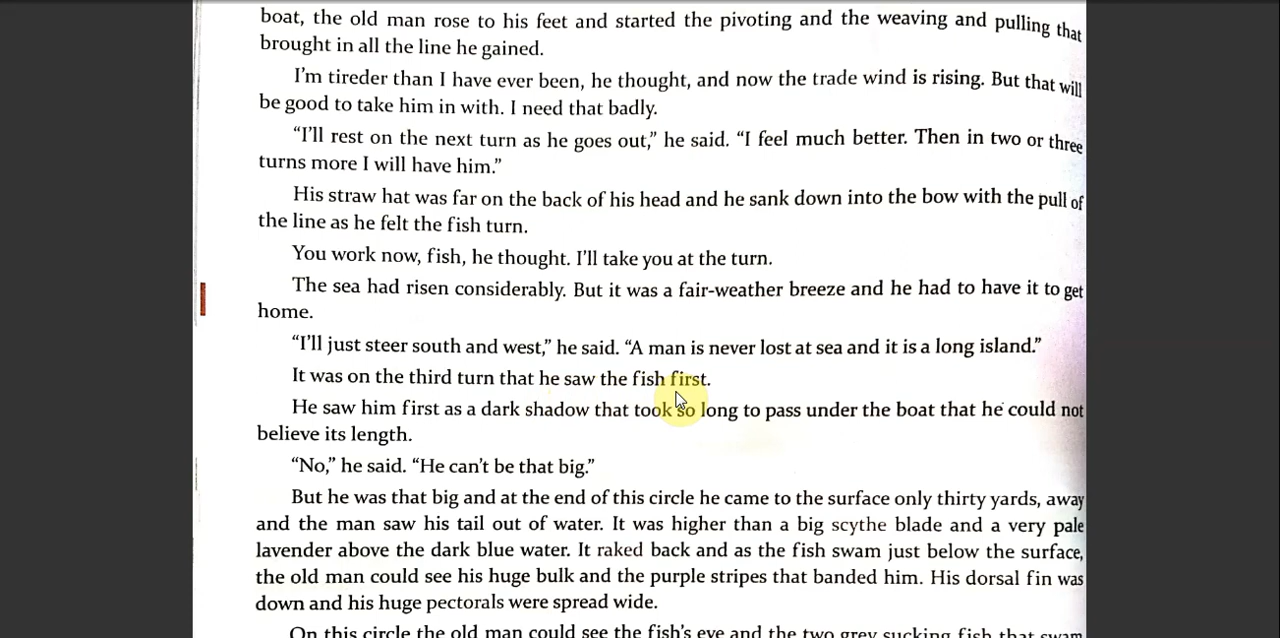 boat, the old man rose to his feet and started the pivoting and the weaving and pulling that
brought in all the line he gained.
I'm tireder than I have ever been, he thought, and now the trade wind is rising. But that will
be good to take him in with. I need that badly.
“I'll rest on the next turn as he goes out,” he said. “I feel much better. Then in two or three
turns more I will have him.”
His straw hat was far on the back of his head and he sank down into the bow with the pull of
the line as he felt the fish turn.
You work now, fish, he thought. I'll take you at the turn.
The sea had risen considerably. But it was a fair-weather breeze and he had to have it to get
home.
“I'll just steer south and west,” he said. “A man is never lost at sea and it is a long island.”
It was on the third turn that he saw the fish first.
He saw him first as a dark shadow that took so long to pass under the boat that he could not
believe its length.
“No,” he said. “He can't be that big.”
But he was that big and at the end of this circle he came to the surface only thirty yards, away
and the man saw his tail out of water. It was higher than a big scythe blade and a very pale
lavender above the dark blue water. It raked back and as the fish swam just below the surface,
the old man could see his huge bulk and the purple stripes that banded him. His dorsal fin was
down and his huge pectorals were spread wide.
On this circle the old man could see the fish's eye and the two grey sucking fish that swam